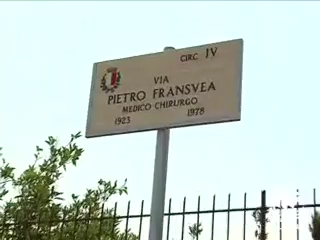 CIRC. IV
VIA
PIETRO FRANSVEA
MEDICO CHIRURGO
1923 1978